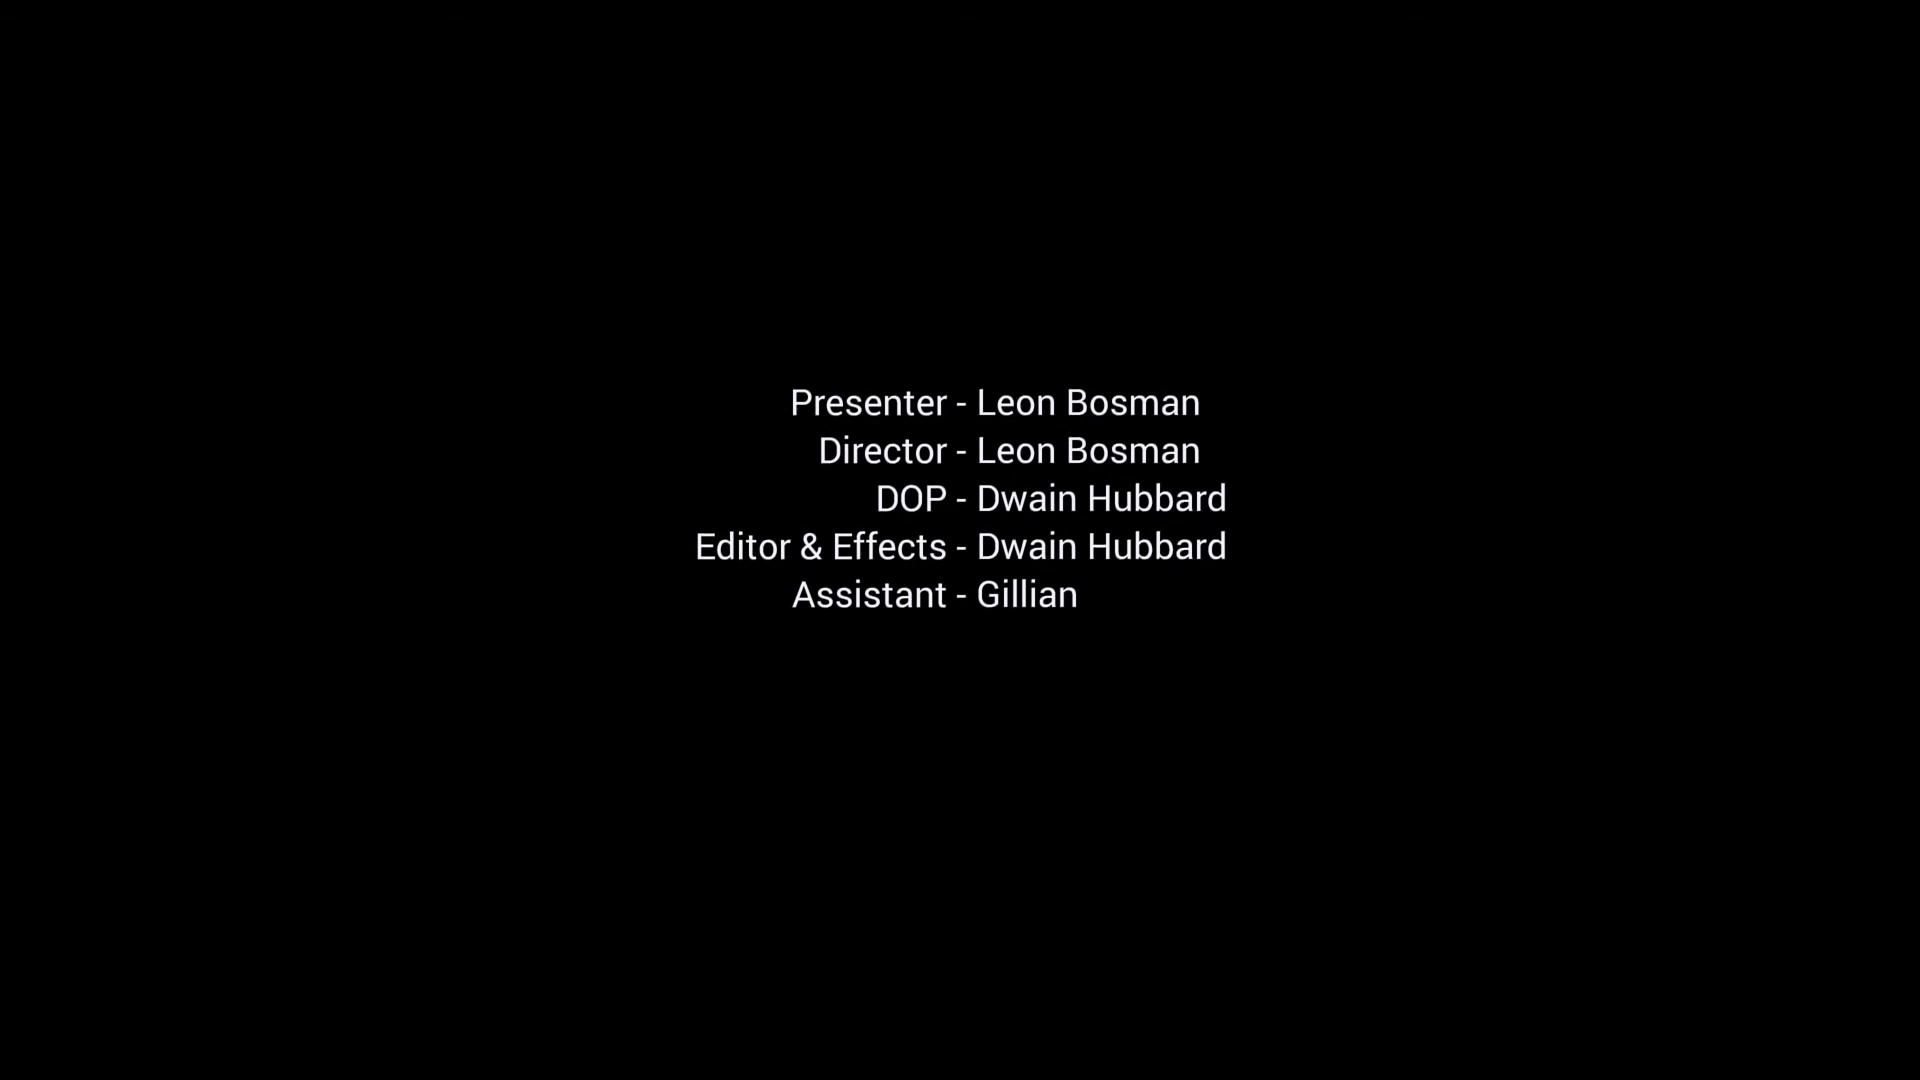 Presenter - Leon Bosman
Director - Leon Bosman
DOP - Dwain Hubbard
Editor & Effects - Dwain Hubbard
Assistant - Gillian